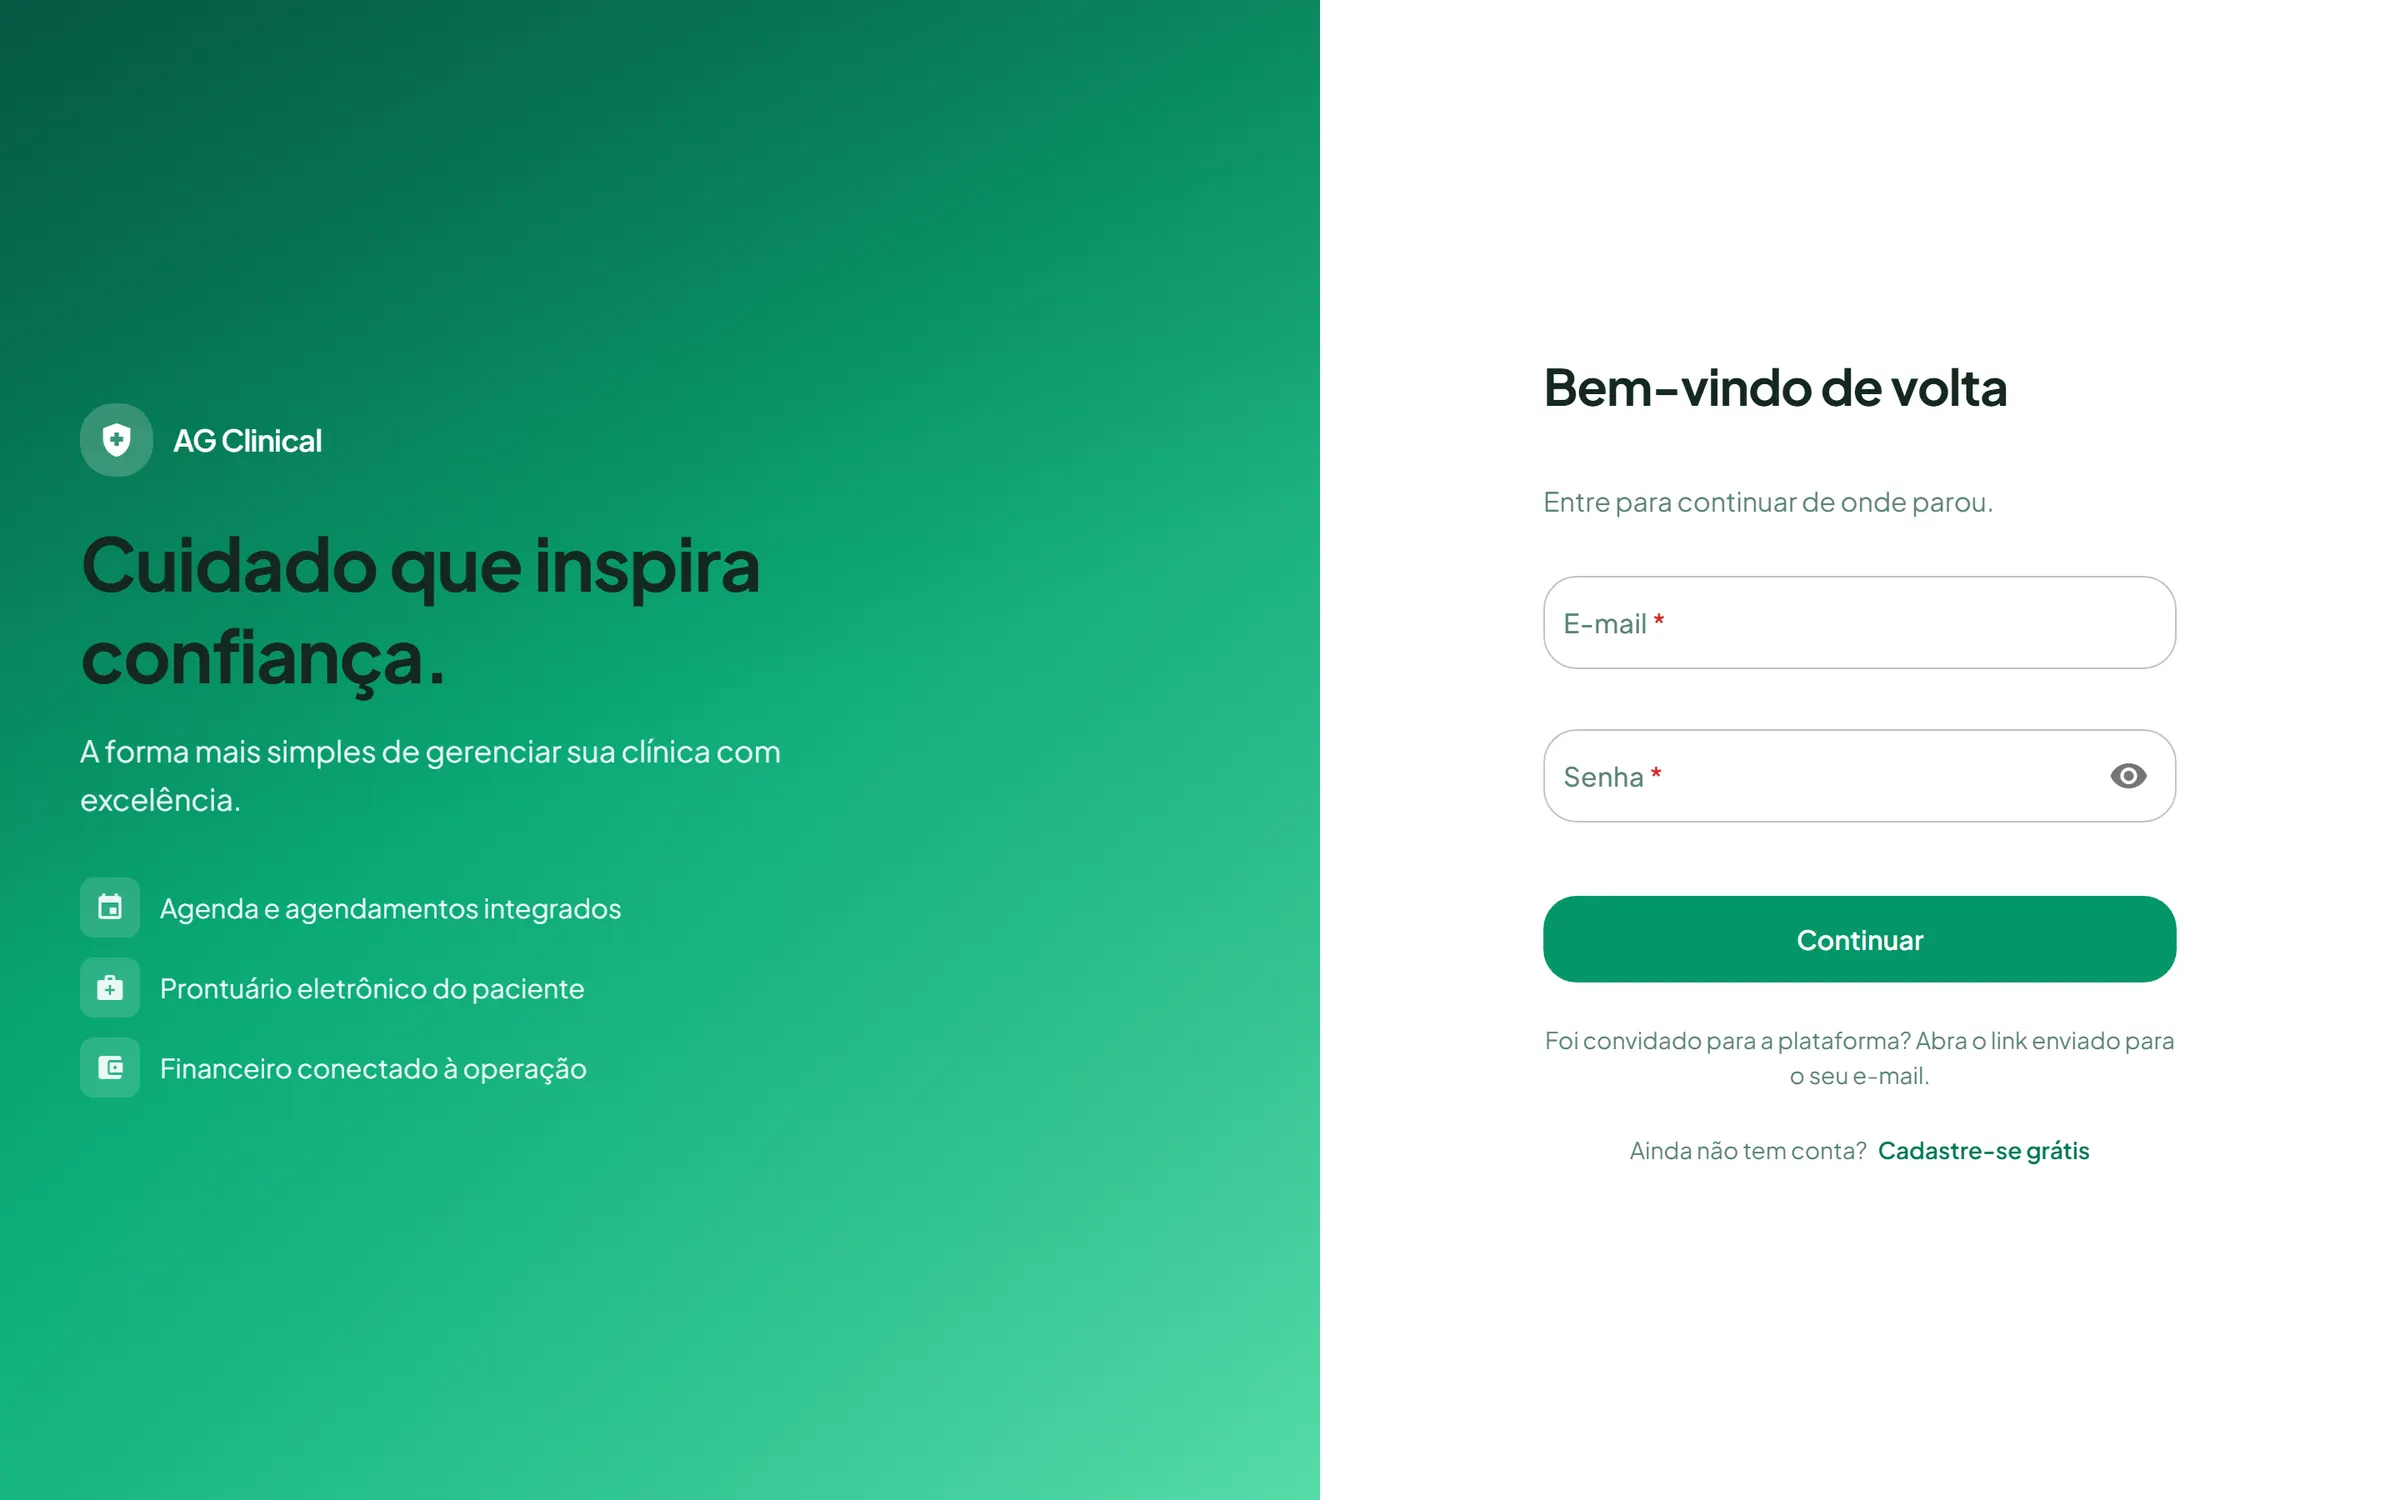 AG Clinical
Cuidado que inspira
confiança.
A forma mais simples de gerenciar sua clínica com
excelência.
Agenda e agendamentos integrados
Prontuário eletrônico do paciente
Financeiro conectado à operação
Bem-vindo de volta
Entre para continuar de onde parou.
E-mail *
Senha *
Continuar
Foi convidado para a plataforma? Abra o link enviado para
o seu e-mail.
Ainda não tem conta? Cadastre-se grátis